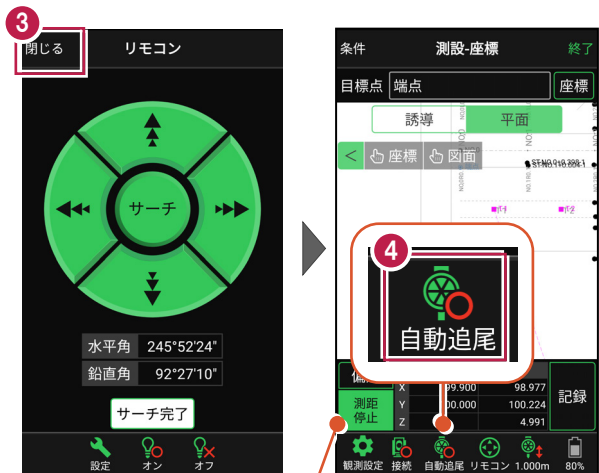 3
閉じる リモコン
サーチ
水平角 245°52'24"
鉛直角 92°27'10"
サーチ完了
設定 オン オフ
条件 測設-座標 終了
目標点 端点 座標
誘導 平面
< 座標 図面
4
自動追尾
X 99.900 98.977
測距停止 Y 100.224
Z 4.991
記録
観測設定 接続 自動追尾 リモコン 1.000m 80%